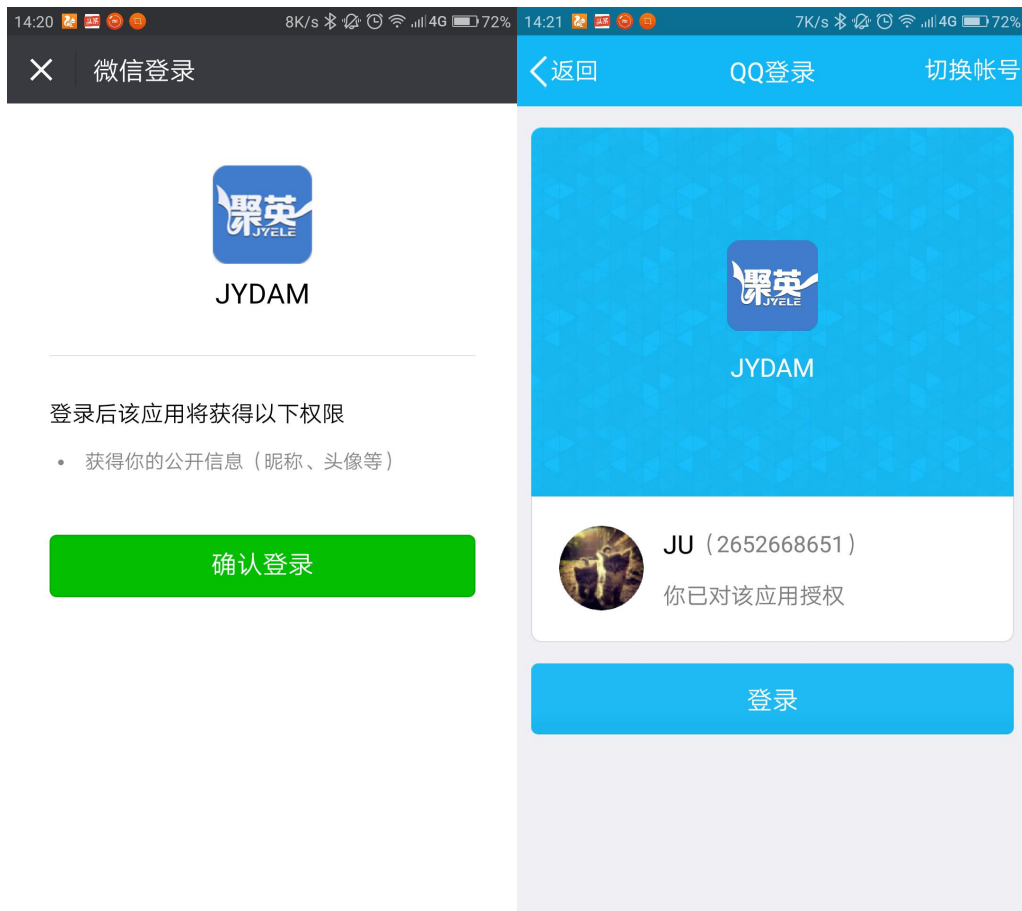 14:20
8K/s
4G
72%
微信登录
聚英
JYELE
JYDAM
登录后该应用将获得以下权限
• 获得你的公开信息（昵称、头像等）
确认登录
14:21
7K/s
4G
72%
返回
QQ登录
切换帐号
聚英
JYELE
JYDAM
JU（2652668651）
你已对该应用授权
登录